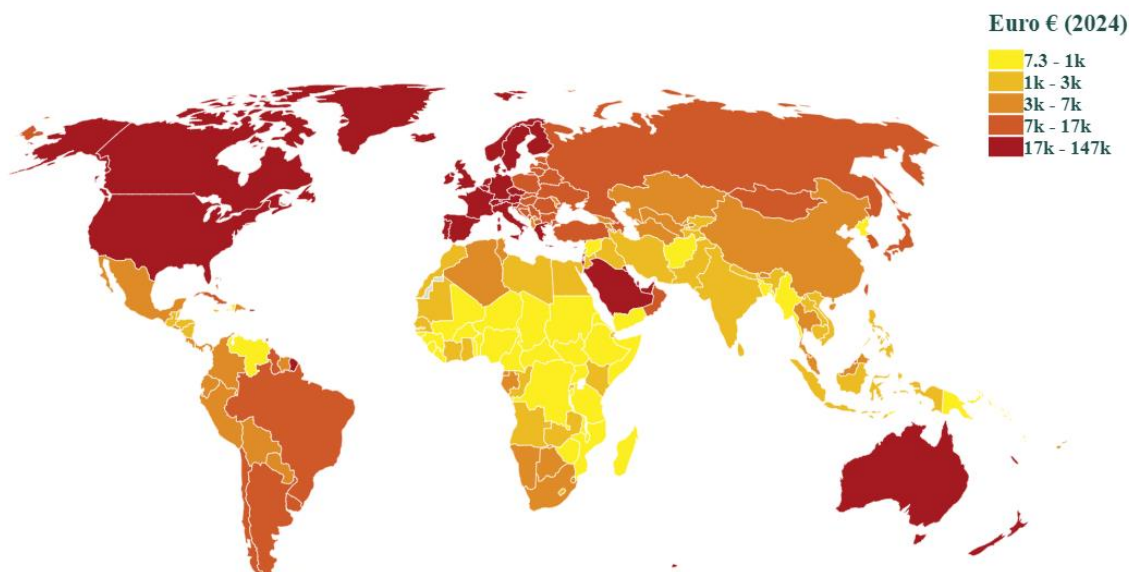 Euro € (2024)
7.3 - 1k
1k - 3k
3k - 7k
7k - 17k
17k - 147k